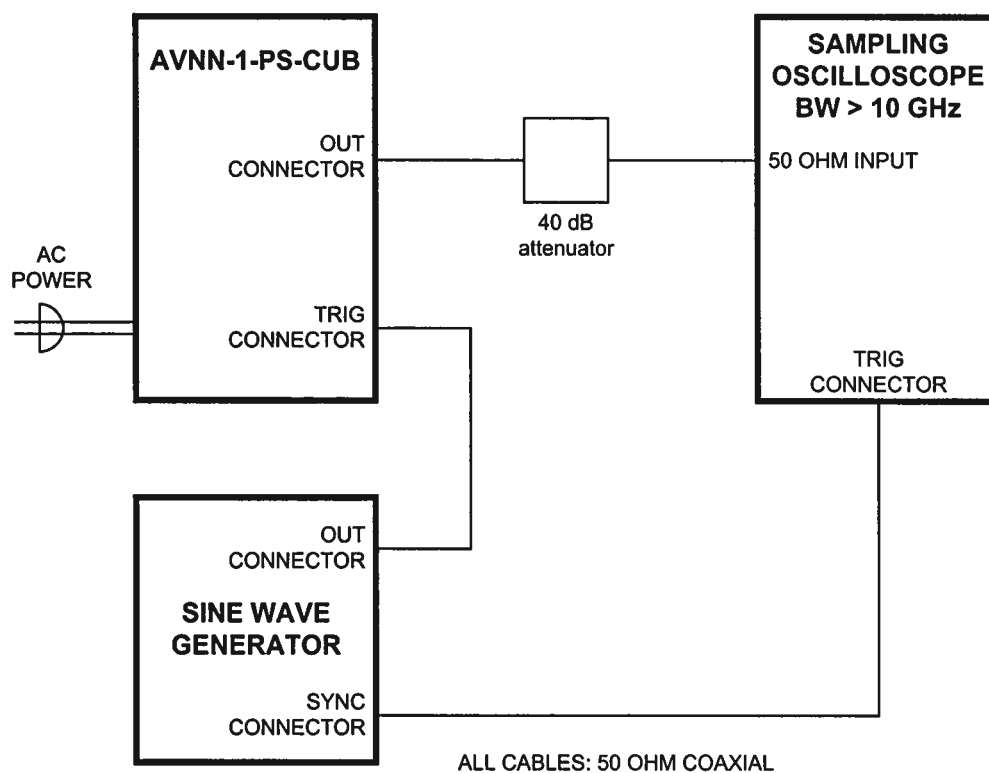 AVNN-1-PS-CUB
OUT
CONNECTOR
TRIG
CONNECTOR
AC
POWER
40 dB
attenuator
SAMPLING
OSCILLOSCOPE
BW > 10 GHz
50 OHM INPUT
TRIG
CONNECTOR
OUT
CONNECTOR
SINE WAVE
GENERATOR
SYNC
CONNECTOR
ALL CABLES: 50 OHM COAXIAL